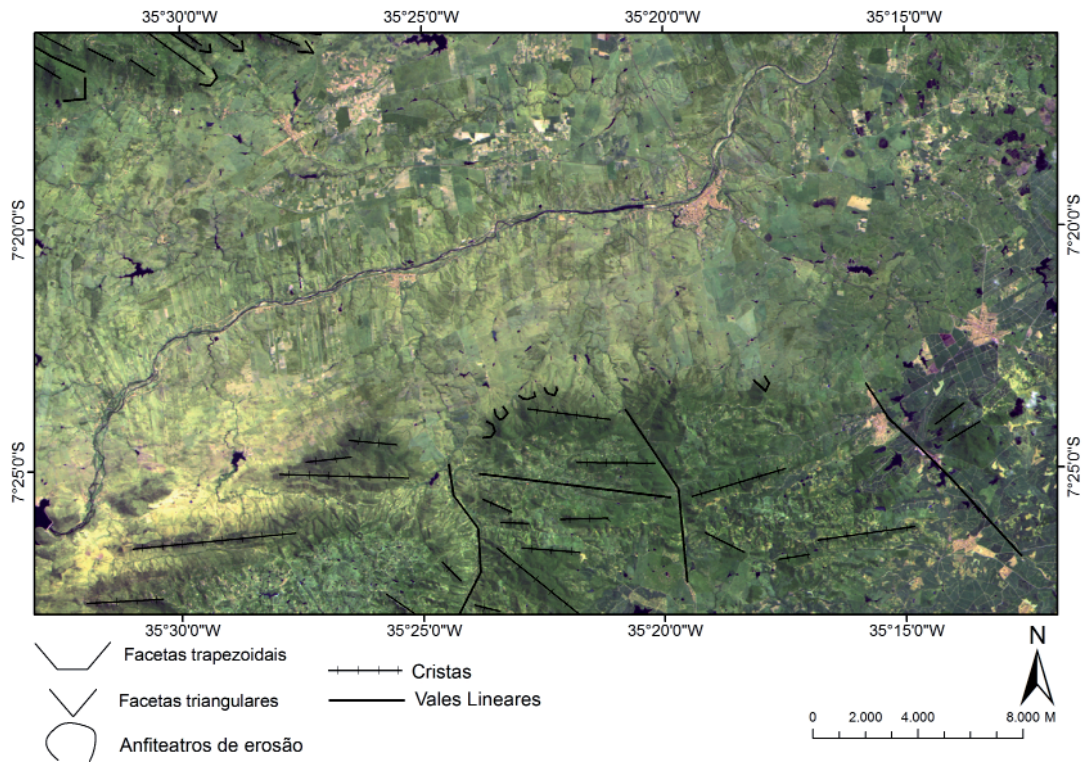 35°30'0"W 35°25'0"W 35°20'0"W 35°15'0"W
7°20'0"S 7°20'0"S
7°25'0"S 7°25'0"S
35°30'0"W 35°25'0"W 35°20'0"W 35°15'0"W
Facetas trapezoidais
Facetas triangulares
Anfiteatros de erosão
Cristas
Vales Lineares
N
0 2.000 4.000 8.000 M